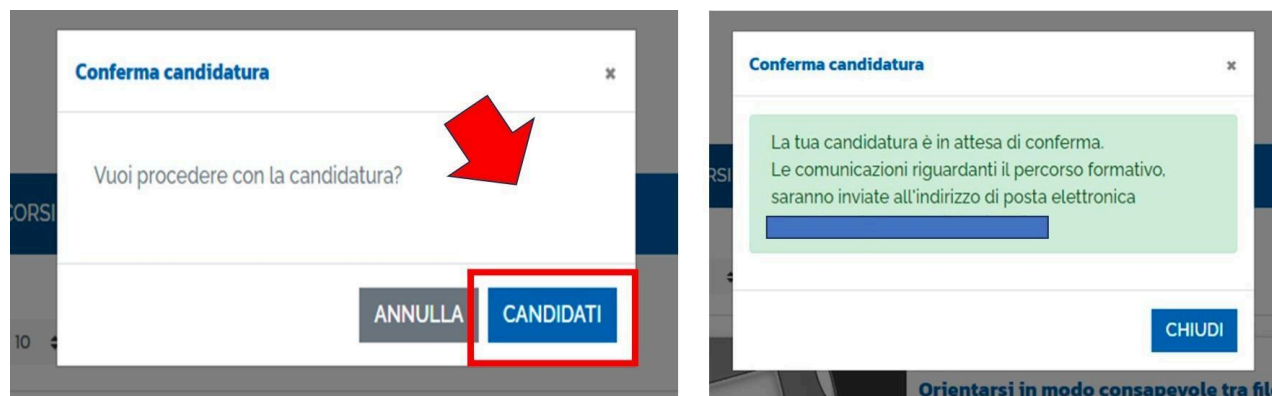 Conferma candidatura ×
Vuoi procedere con la candidatura?
ORSI
ANNULLA CANDIDATI
10
Conferma candidatura ×
La tua candidatura è in attesa di conferma.
Le comunicazioni riguardanti il percorso formativo,
saranno inviate all'indirizzo di posta elettronica
RSI
CHIUDI
Orientarsi in modo consapevole tra